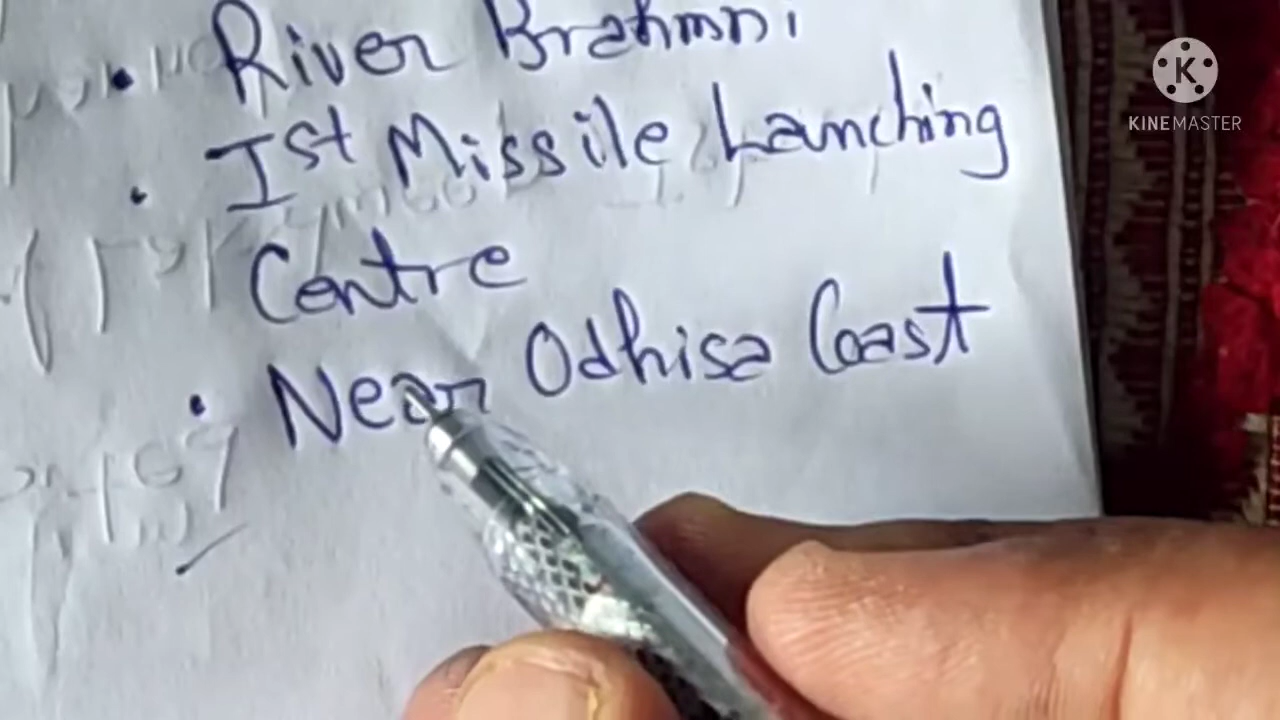 • River Brahmni
• Ist Missile Lanching
Centre
• Near Odhisa Coast
K
KINEMASTER